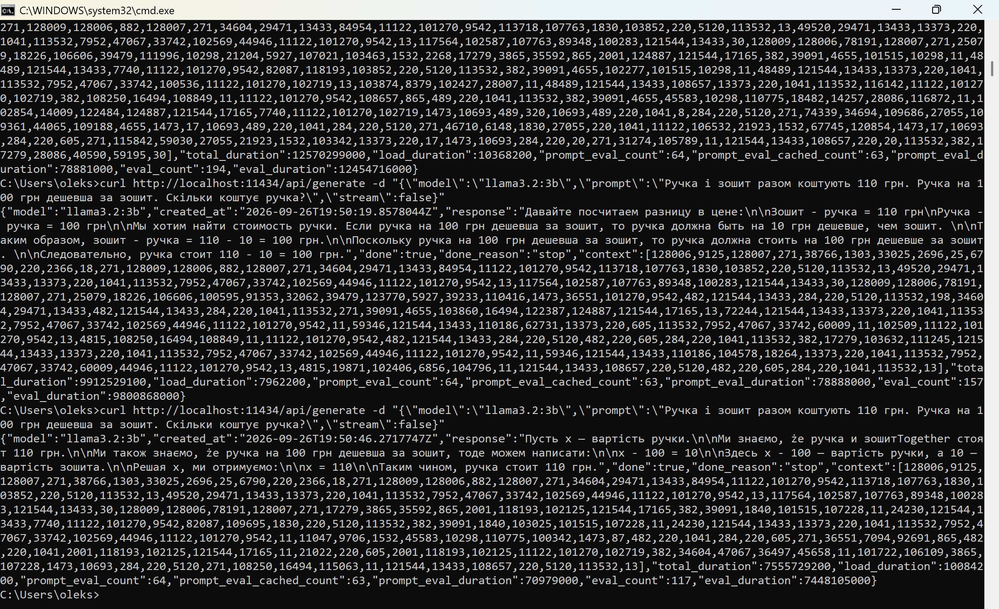 C:\WINDOWS\system32\cmd.exe
271,128009,128006,882,128007,271,34604,29471,13433,84954,11122,101270,9542,113718,107763,1830,103852,220,5120,113532,13,49520,29471,13433,13373,220,
1041,113532,7952,47067,33742,102569,44946,11122,101270,9542,13,117564,102587,107763,89348,100283,121544,13433,30,128009,128006,78191,128007,271,2507
9,18226,106606,39479,111996,10298,21204,5927,107021,103463,1532,2268,17279,3865,35592,865,2001,124887,121544,17165,382,39091,4655,101515,10298,11,48
489,121544,13433,7740,11122,101270,9542,82087,118193,103852,220,5120,113532,382,39091,4655,102277,101515,10298,11,48489,121544,13433,13373,220,1041,
113532,7952,47067,33742,100536,11122,101270,102719,13,103874,8379,102427,28007,11,48489,121544,13433,108657,13373,220,1041,113532,116142,11122,10127
0,102719,382,108250,16494,108849,11,11122,101270,9542,108657,865,489,220,1041,113532,382,39091,4655,45583,10298,110775,18482,14257,28086,116872,11,1
02854,14009,122484,124887,121544,17165,7740,11122,101270,102719,1473,10693,489,320,10693,489,220,1041,8,284,220,5120,271,74339,34694,109686,27055,10
9361,44065,109188,4655,1473,17,10693,489,220,1041,284,220,5120,271,46710,6148,1830,27055,220,1041,11122,106532,21923,1532,67745,120854,1473,17,10693
,284,220,605,271,115842,59030,27055,21923,1532,103342,13373,220,17,1473,10693,284,220,20,271,31274,105789,11,121544,13433,108657,220,20,113532,382,1
7279,28086,40590,59195,30],"total_duration":12570299000,"load_duration":10368200,"prompt_eval_count":64,"prompt_eval_cached_count":63,"prompt_eval_d
uration":78881000,"eval_count":194,"eval_duration":12454716000}
C:\Users\oleks>curl http://localhost:11434/api/generate -d "{\"model\":\"llama3.2:3b\",\"prompt\":\"Ручка і зошит разом коштують 110 грн. Ручка на 1
00 грн дешевша за зошит. Скільки коштує ручка?\",\"stream\":false}"
{"model":"llama3.2:3b","created_at":"2026-09-26T19:50:19.8578044Z","response":"Давайте посчитаем разницу в цене:\n\nЗошит - ручка = 110 грн\nРучка -
 ручка = 100 грн\n\nМы хотим найти стоимость ручки. Если ручка на 100 грн дешевша за зошит, то ручка должна быть на 10 грн дешевше, чем зошит. \n\nТ
аким образом, зошит - ручка = 110 - 10 = 100 грн.\n\nПоскольку ручка на 100 грн дешевша за зошит, то ручка должна стоить на 100 грн дешевше за зошит
. \n\nСледовательно, ручка стоит 110 - 10 = 100 грн.","done":true,"done_reason":"stop","context":[128006,9125,128007,271,38766,1303,33025,2696,25,67
90,220,2366,18,271,128009,128006,882,128007,271,34604,29471,13433,84954,11122,101270,9542,113718,107763,1830,103852,220,5120,113532,13,49520,29471,1
3433,13373,220,1041,113532,7952,47067,33742,102569,44946,11122,101270,9542,13,117564,102587,107763,89348,100283,121544,13433,30,128009,128006,78191,
128007,271,25079,18226,106606,100595,91353,32062,39479,123770,5927,39233,110416,1473,36551,101270,9542,482,121544,13433,284,220,5120,113532,198,3460
4,29471,13433,482,121544,13433,284,220,1041,113532,271,39091,4655,103860,16494,122387,124887,121544,17165,13,72244,121544,13433,13373,220,1041,11353
2,7952,47067,33742,102569,44946,11122,101270,9542,11,59346,121544,13433,110186,62731,13373,220,605,113532,7952,47067,33742,60009,11,102509,11122,101
270,9542,13,4815,108250,16494,108849,11,11122,101270,9542,482,121544,13433,284,220,5120,482,220,605,284,220,1041,113532,382,17279,103632,111245,1215
44,13433,13373,220,1041,113532,7952,47067,33742,102569,44946,11122,101270,9542,11,59346,121544,13433,110186,104578,18264,13373,220,1041,113532,7952,
47067,33742,60009,44946,11122,101270,9542,13,4815,19871,102406,6856,104796,11,121544,13433,108657,220,5120,482,220,605,284,220,1041,113532,13],"tota
l_duration":9912529100,"load_duration":7962200,"prompt_eval_count":64,"prompt_eval_cached_count":63,"prompt_eval_duration":78888000,"eval_count":157
,"eval_duration":9800868000}
C:\Users\oleks>curl http://localhost:11434/api/generate -d "{\"model\":\"llama3.2:3b\",\"prompt\":\"Ручка і зошит разом коштують 110 грн. Ручка на 1
00 грн дешевша за зошит. Скільки коштує ручка?\",\"stream\":false}"
{"model":"llama3.2:3b","created_at":"2026-09-26T19:50:46.2717747Z","response":"Пусть x — вартість ручки.\n\nМи знаємо, że ручка и зошитTogether стоя
т 110 грн.\n\nМи також знаємо, że ручка на 100 грн дешевша за зошит, тоде можем написати:\n\nx - 100 = 10\n\nЗдесь x - 100 — вартість ручки, а 10 —
вартість зошита.\n\nРешая x, ми отримуємо:\n\nx = 110\n\nТаким чином, ручка стоит 110 грн.","done":true,"done_reason":"stop","context":[128006,9125,
128007,271,38766,1303,33025,2696,25,6790,220,2366,18,271,128009,128006,882,128007,271,34604,29471,13433,84954,11122,101270,9542,113718,107763,1830,1
03852,220,5120,113532,13,49520,29471,13433,13373,220,1041,113532,7952,47067,33742,102569,44946,11122,101270,9542,13,117564,102587,107763,89348,10028
3,121544,13433,30,128009,128006,78191,128007,271,17279,3865,35592,865,2001,118193,102125,121544,17165,382,39091,1840,101515,107228,11,24230,121544,1
3433,7740,11122,101270,9542,82087,109695,1830,220,5120,113532,382,39091,1840,103025,101515,107228,11,24230,121544,13433,13373,220,1041,113532,7952,4
7067,33742,102569,44946,11122,101270,9542,11,11047,9706,1532,45583,10298,110775,100342,1473,87,482,220,1041,284,220,605,271,36551,7094,92691,865,482
,220,1041,2001,118193,102125,121544,17165,11,21022,220,605,2001,118193,102125,11122,101270,102719,382,34604,47067,36497,45658,11,101722,106109,3865,
107228,1473,10693,284,220,5120,271,108250,16494,115063,11,121544,13433,108657,220,5120,113532,13],"total_duration":7555729200,"load_duration":100842
00,"prompt_eval_count":64,"prompt_eval_cached_count":63,"prompt_eval_duration":70979000,"eval_count":117,"eval_duration":7448105000}
C:\Users\oleks>